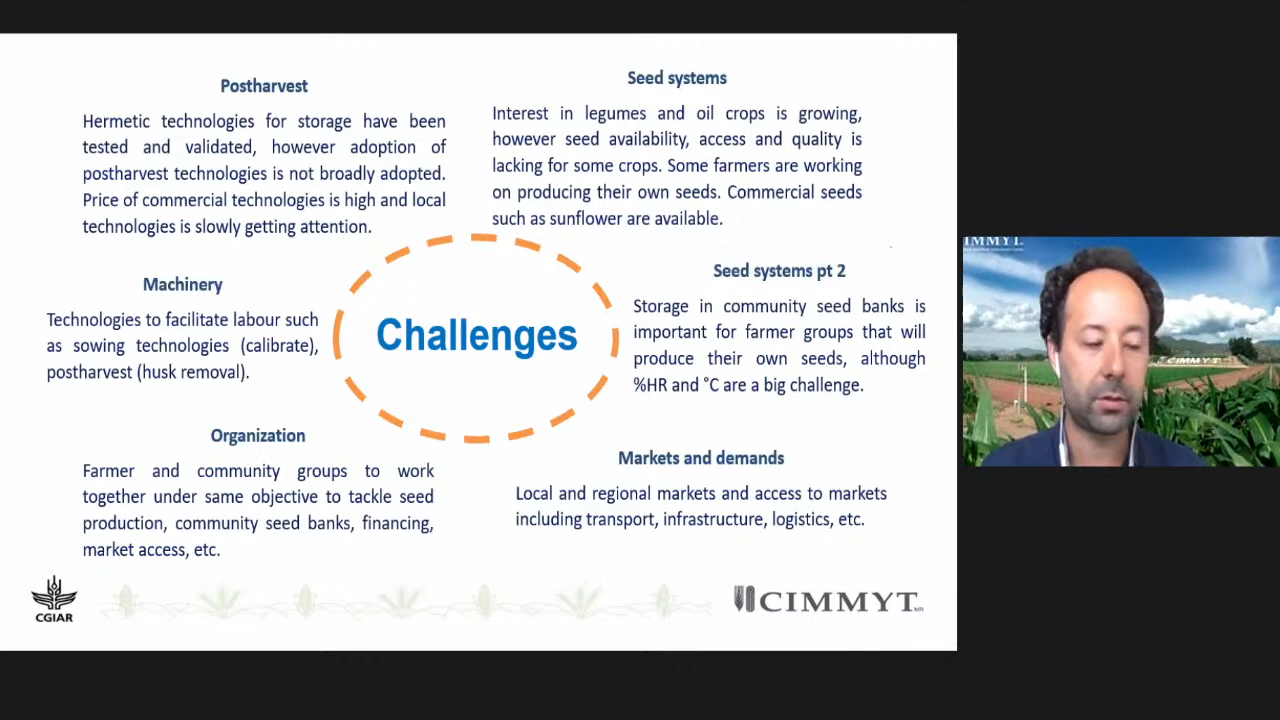 Postharvest
Hermetic technologies for storage have been
tested and validated, however adoption of
postharvest technologies is not broadly adopted.
Price of commercial technologies is high and local
technologies is slowly getting attention.
Seed systems
Interest in legumes and oil crops is growing,
however seed availability, access and quality is
lacking for some crops. Some farmers are working
on producing their own seeds. Commercial seeds
such as sunflower are available.
Machinery
Technologies to facilitate labour such
as sowing technologies (calibrate),
postharvest (husk removal).
Challenges
Seed systems pt 2
Storage in community seed banks is
important for farmer groups that will
produce their own seeds, although
%HR and °C are a big challenge.
Organization
Farmer and community groups to work
together under same objective to tackle seed
production, community seed banks, financing,
market access, etc.
Markets and demands
Local and regional markets and access to markets
including transport, infrastructure, logistics, etc.
CGIAR
CIMMYT MR
CIMMYT